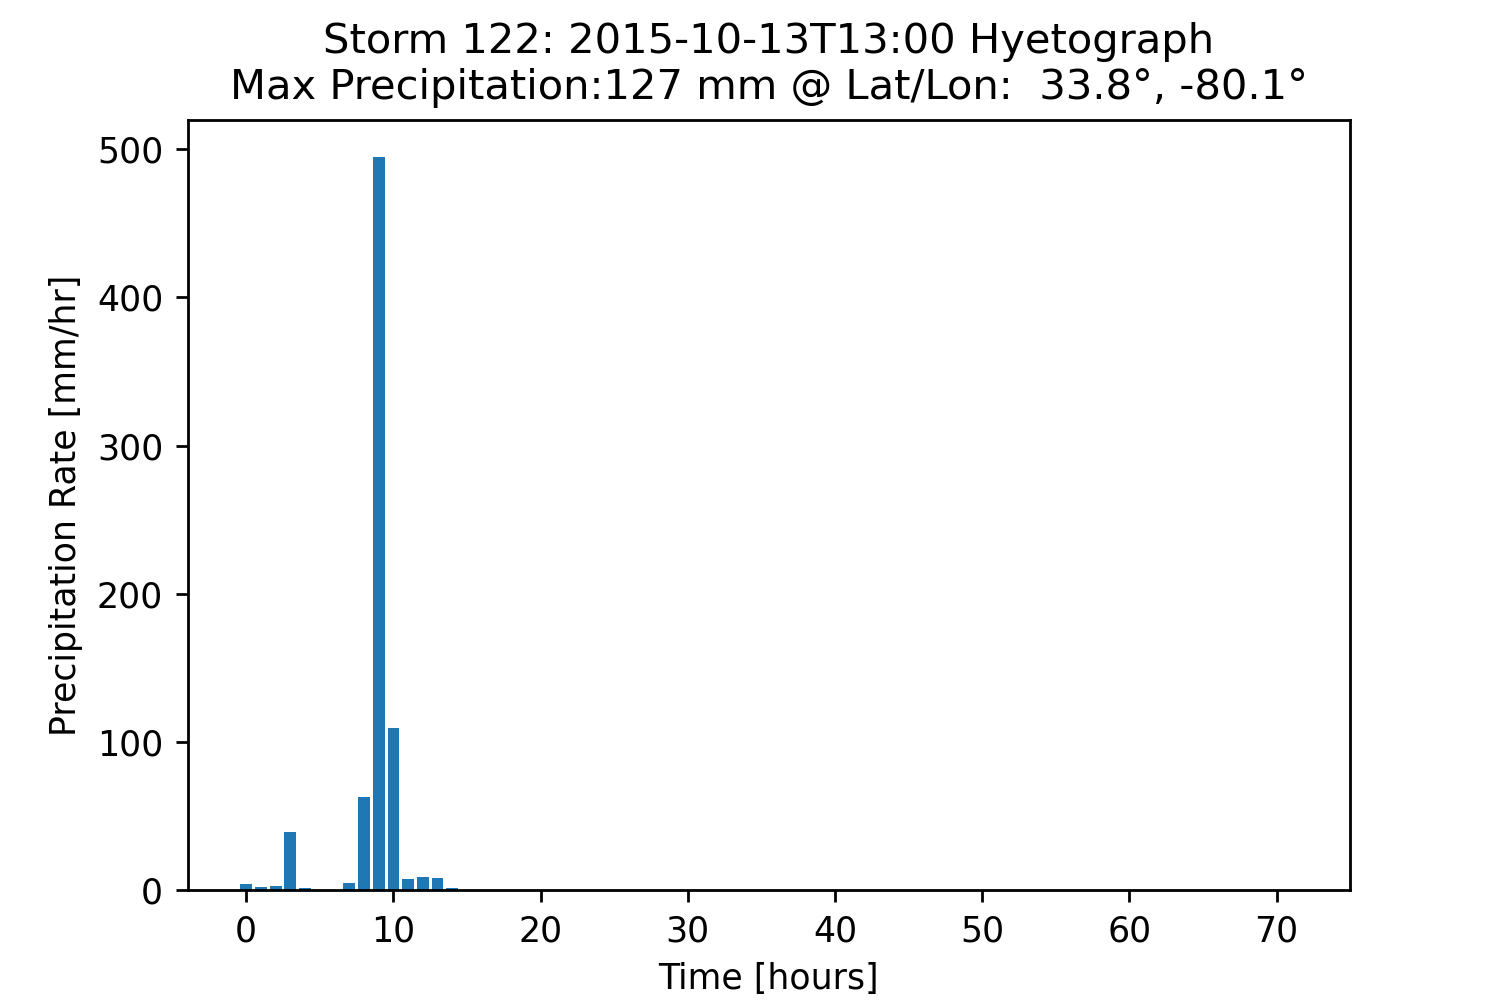 Storm 122: 2015-10-13T13:00 Hyetograph
Max Precipitation:127 mm @ Lat/Lon:  33.8°, -80.1°
500
400
300
200
100
0
Precipitation Rate [mm/hr]
0 10 20 30 40 50 60 70
Time [hours]